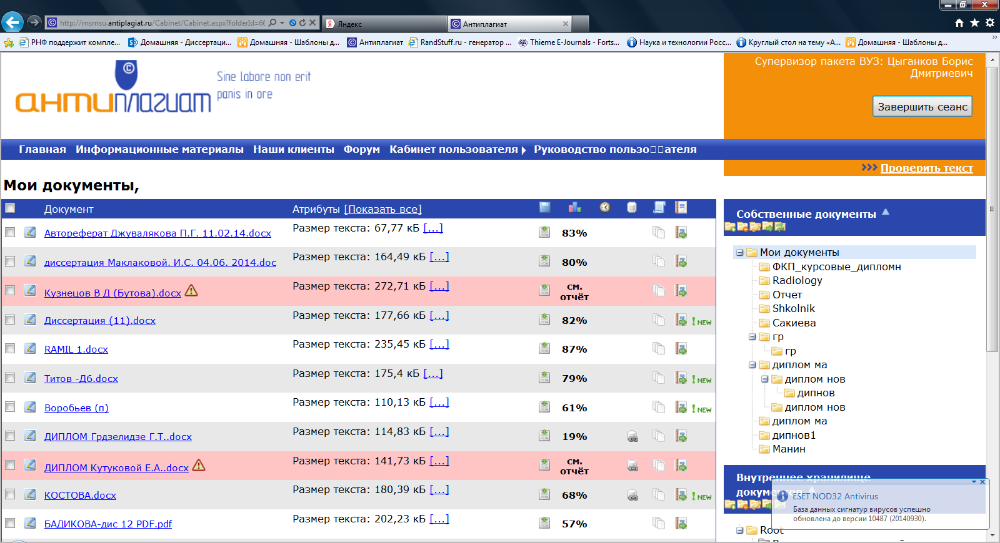 http://msmsu.antiplagiat.ru/Cabinet/Cabinet.aspx?folderId=66
Яндекс
Антиплагиат
РНФ поддержит компле...
Домашняя - Диссертаци...
Домашняя - Шаблоны д...
Антиплагиат
RandStuff.ru - генератор ...
Thieme E-Journals - Forts...
Наука и технологии Росс...
Круглый стол на тему «А...
Домашняя - Шаблоны д...
антиплагиат
Sine labore non erit
panis in ore
Супервизор пакета ВУЗ: Цыганков Борис
Дмитриевич
Завершить сеанс
Главная Информационные материалы Наши клиенты Форум Кабинет пользователя Руководство пользо▯▯ателя
>>> Проверить текст
Мои документы,
Документ Атрибуты [Показать все]
Автореферат Джувалякова П.Г. 11.02.14.docx Размер текста: 67,77 кБ [...] 83%
диссертация Маклаковой. И.С. 04.06. 2014.doc Размер текста: 164,49 кБ [...] 80%
Кузнецов В Д (Бутова).docx Размер текста: 272,71 кБ [...] см. отчёт
Диссертация (11).docx Размер текста: 177,66 кБ [...] 82% ! NEW
RAMIL 1.docx Размер текста: 235,45 кБ [...] 87%
Титов -Д6.docx Размер текста: 175,4 кБ [...] 79% ! NEW
Воробьев (п) Размер текста: 110,13 кБ [...] 61% ! NEW
ДИПЛОМ Грдзелидзе Г.Т..docx Размер текста: 114,83 кБ [...] 19%
ДИПЛОМ Кутуковой Е.А..docx Размер текста: 141,73 кБ [...] см. отчёт
КОСТОВА.docx Размер текста: 180,39 кБ [...] 68% ! NEW
БАДИКОВА-дис 12 PDF.pdf Размер текста: 202,23 кБ [...] 57%
Собственные документы
Мои документы
ФКП_курсовые_дипломн
Radiology
Отчет
Shkolnik
Сакиева
гр
гр
диплом ма
диплом нов
дипнов
диплом нов
диплом ма
дипнов1
Манин
Внутреннее хранилище
документов
Root
ESET NOD32 Antivirus
База данных сигнатур вирусов успешно
обновлена до версии 10487 (20140930).